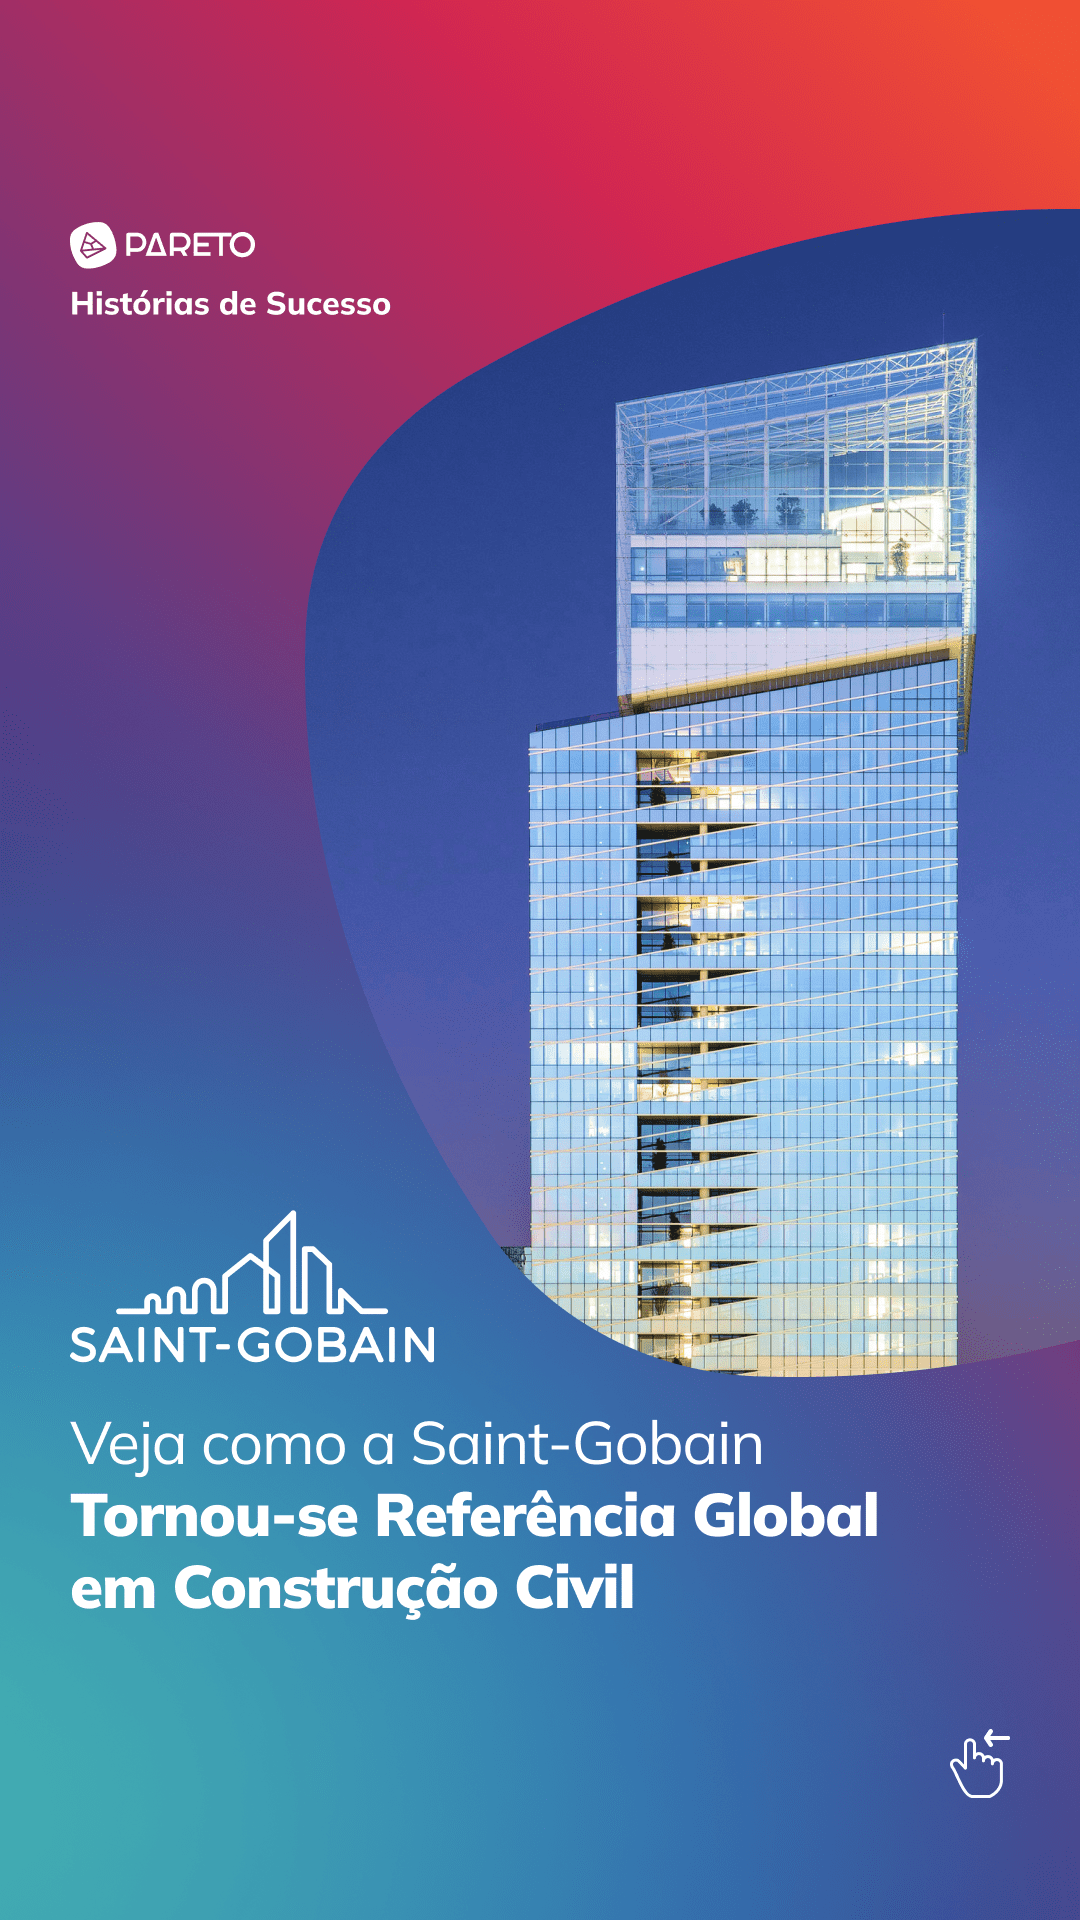 PARETO
Histórias de Sucesso
SAINT-GOBAIN
Veja como a Saint-Gobain
Tornou-se Referência Global
em Construção Civil